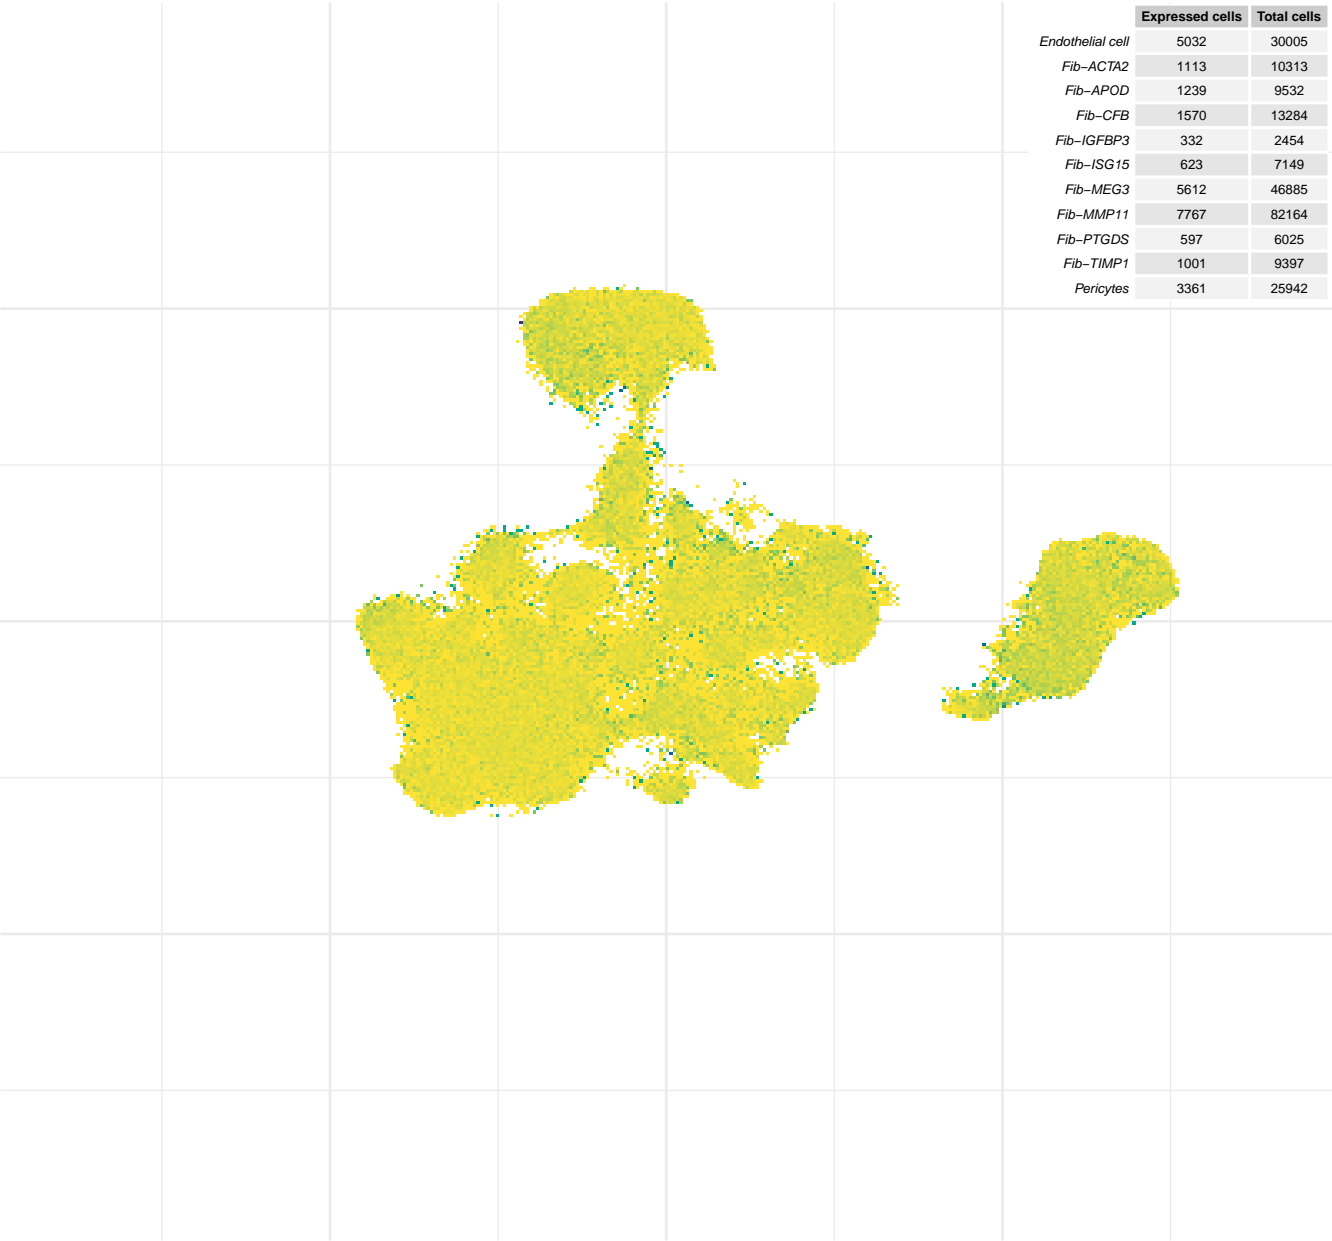 Expressed cells Total cells
Endothelial cell 5032 30005
Fib−ACTA2 1113 10313
Fib−APOD 1239 9532
Fib−CFB 1570 13284
Fib−IGFBP3 332 2454
Fib−ISG15 623 7149
Fib−MEG3 5612 46885
Fib−MMP11 7767 82164
Fib−PTGDS 597 6025
Fib−TIMP1 1001 9397
Pericytes 3361 25942